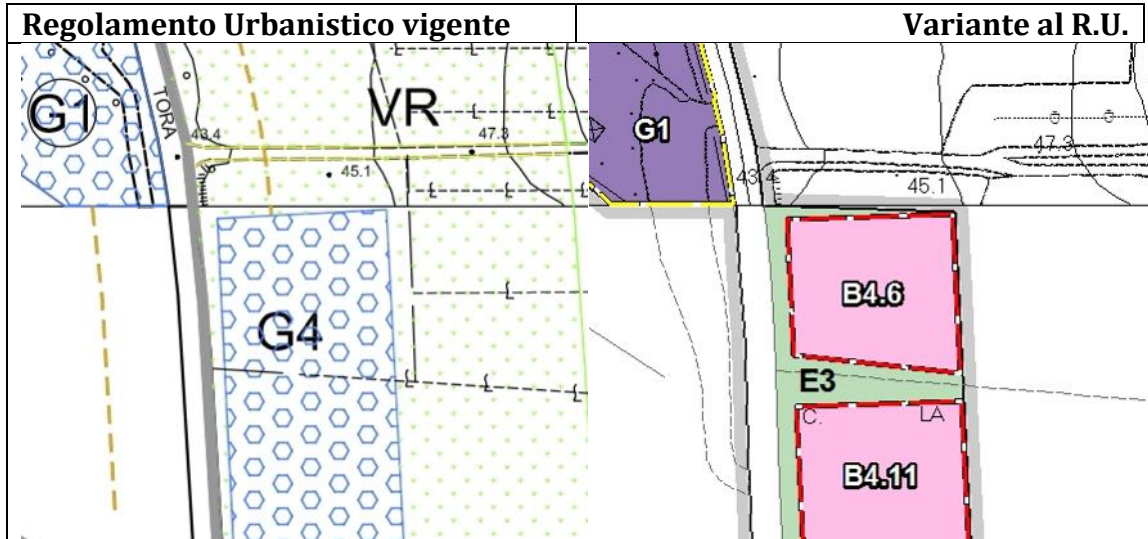 Regolamento Urbanistico vigente
Variante al R.U.
G1
TORA
VR
43.4
47.3
45.1
G4
G1
43.4
47.3
45.1
B4.6
E3
C.
LA
B4.11